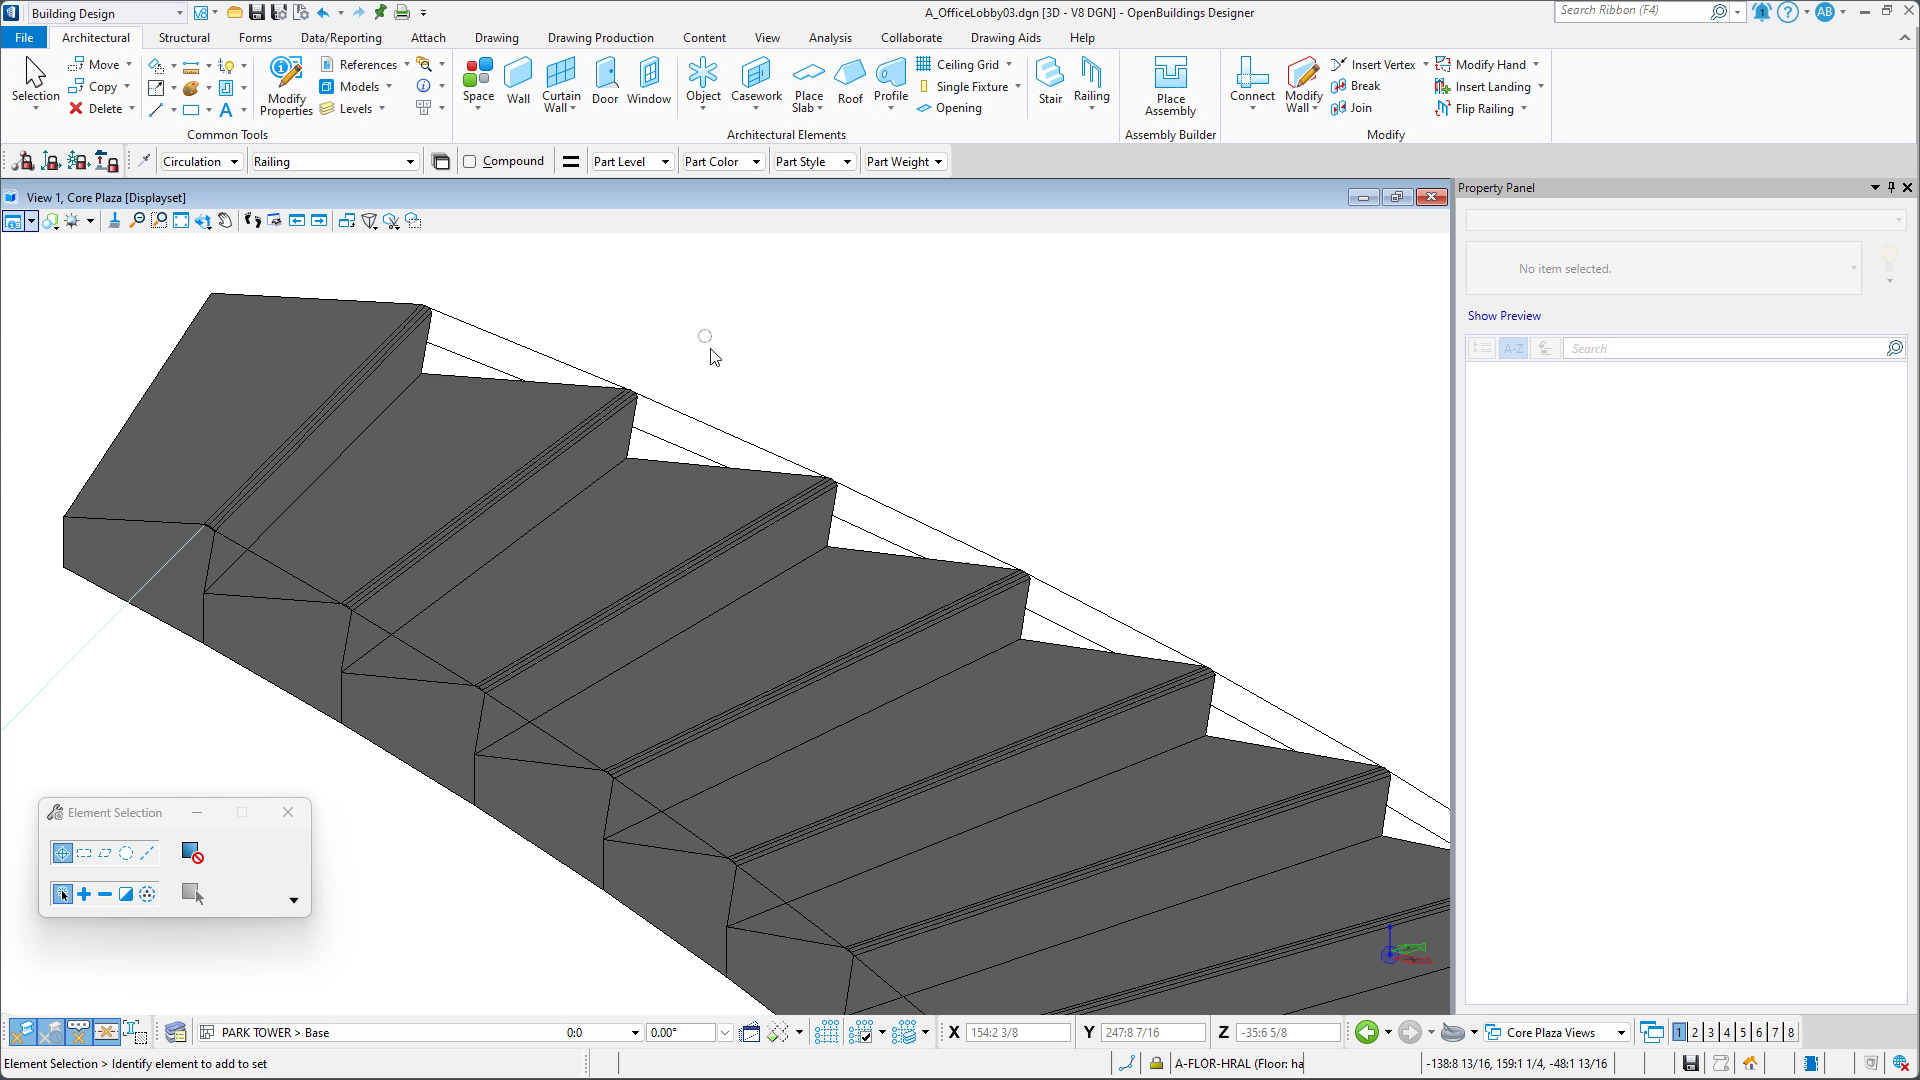 Building Design
A_OfficeLobby03.dgn [3D - V8 DGN] - OpenBuildings Designer
Search Ribbon (F4)
AB
File Architectural Structural Forms Data/Reporting Attach Drawing Drawing Production Content View Analysis Collaborate Drawing Aids Help
Selection
Move
Copy
Delete
Modify Properties
References
Models
Levels
Common Tools
Space
Wall
Curtain Wall
Door
Window
Object
Casework
Place Slab
Roof
Profile
Ceiling Grid
Single Fixture
Opening
Stair
Railing
Architectural Elements
Place Assembly
Assembly Builder
Connect
Modify Wall
Insert Vertex
Break
Join
Modify Hand
Insert Landing
Flip Railing
Modify
Circulation
Railing
Compound
Part Level
Part Color
Part Style
Part Weight
View 1, Core Plaza [Displayset]
Property Panel
No item selected.
Show Preview
A-Z
Search
Element Selection
PARK TOWER > Base
0:0
0.00°
X 154:2 3/8
Y 247:8 7/16
Z -35:6 5/8
Core Plaza Views
1 2 3 4 5 6 7 8
Element Selection > Identify element to add to set
A-FLOR-HRAL (Floor: ha
-138:8 13/16, 159:1 1/4, -48:1 13/16